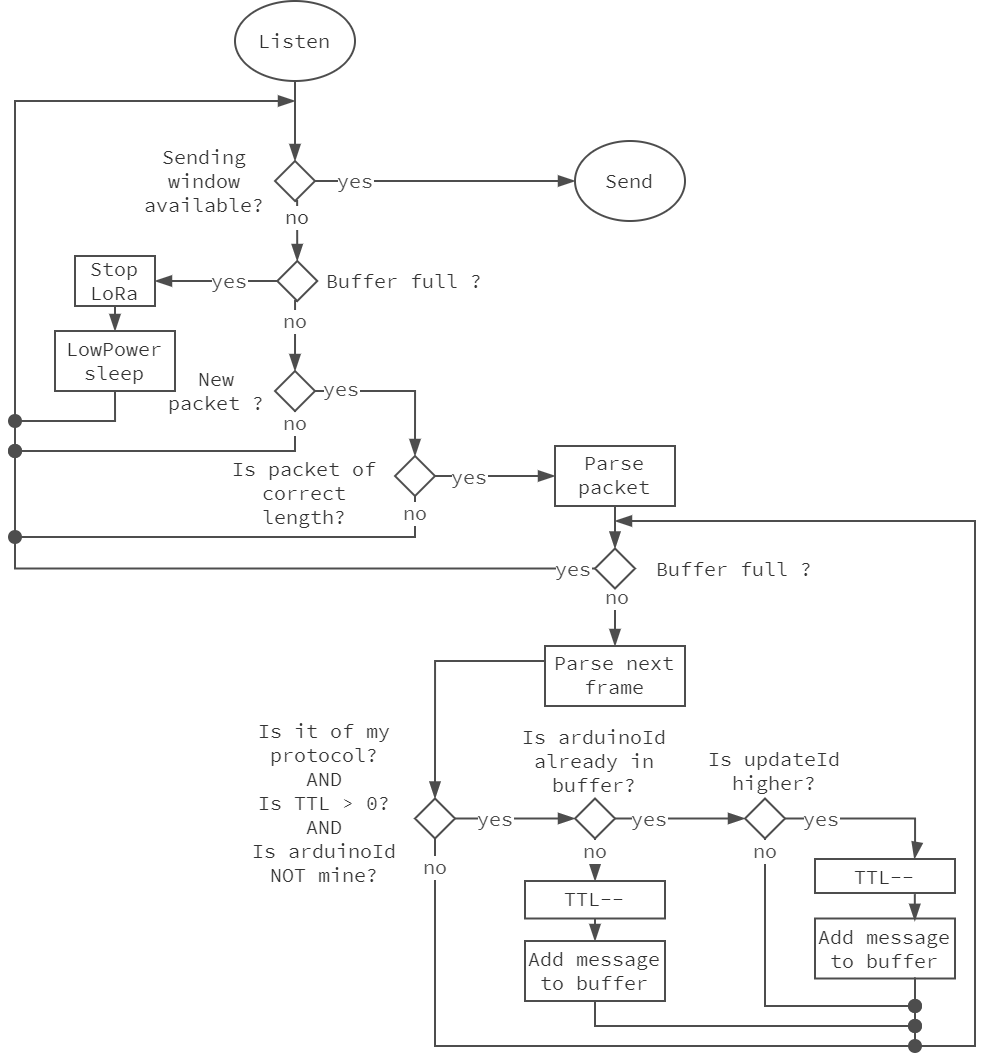 Listen
Sending
window
available?
yes
Send
no
Stop
LoRa
yes
Buffer full ?
no
LowPower
sleep
New
packet ?
yes
no
Is packet of
correct
length?
yes
Parse
packet
no
yes
Buffer full ?
no
Parse next
frame
Is it of my
protocol?
AND
Is TTL > 0?
AND
Is arduinoId
NOT mine?
yes
no
Is arduinoId
already in
buffer?
yes
no
Is updateId
higher?
yes
no
TTL--
Add message
to buffer
TTL--
Add message
to buffer